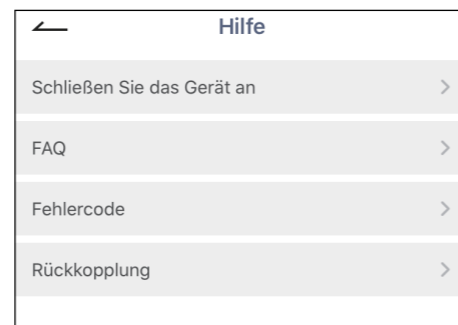 Hilfe
Schließen Sie das Gerät an
FAQ
Fehlercode
Rückkopplung